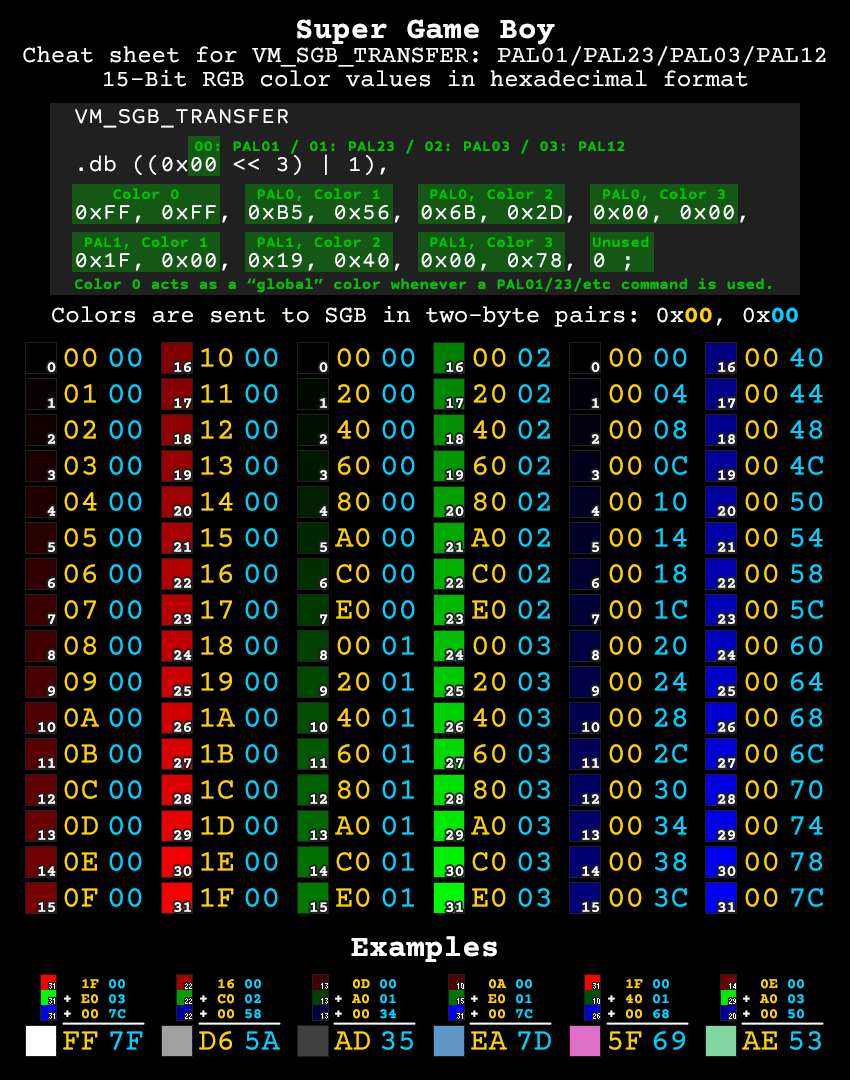 Super Game Boy
Cheat sheet for VM_SGB_TRANSFER: PAL01/PAL23/PAL03/PAL12
15-Bit RGB color values in hexadecimal format
VM_SGB_TRANSFER
00: PAL01 / 01: PAL23 / 02: PAL03 / 03: PAL12
.db ((0x00 << 3) | 1),
Color 0 PAL0, Color 1 PAL0, Color 2 PAL0, Color 3
0xFF, 0xFF, 0xB5, 0x56, 0x6B, 0x2D, 0x00, 0x00,
PAL1, Color 1 PAL1, Color 2 PAL1, Color 3 Unused
0x1F, 0x00, 0x19, 0x40, 0x00, 0x78, 0 ;
Color 0 acts as a “global” color whenever a PAL01/23/etc command is used.
Colors are sent to SGB in two-byte pairs: 0x00, 0x00
0 00 00 16 10 00 0 00 00 16 00 02 0 00 00 16 00 40
1 01 00 17 11 00 1 20 00 17 20 02 1 00 04 17 00 44
2 02 00 18 12 00 2 40 00 18 40 02 2 00 08 18 00 48
3 03 00 19 13 00 3 60 00 19 60 02 3 00 0C 19 00 4C
4 04 00 20 14 00 4 80 00 20 80 02 4 00 10 20 00 50
5 05 00 21 15 00 5 A0 00 21 A0 02 5 00 14 21 00 54
6 06 00 22 16 00 6 C0 00 22 C0 02 6 00 18 22 00 58
7 07 00 23 17 00 7 E0 00 23 E0 02 7 00 1C 23 00 5C
8 08 00 24 18 00 8 00 01 24 00 03 8 00 20 24 00 60
9 09 00 25 19 00 9 20 01 25 20 03 9 00 24 25 00 64
10 0A 00 26 1A 00 10 40 01 26 40 03 10 00 28 26 00 68
11 0B 00 27 1B 00 11 60 01 27 60 03 11 00 2C 27 00 6C
12 0C 00 28 1C 00 12 80 01 28 80 03 12 00 30 28 00 70
13 0D 00 29 1D 00 13 A0 01 29 A0 03 13 00 34 29 00 74
14 0E 00 30 1E 00 14 C0 01 30 C0 03 14 00 38 30 00 78
15 0F 00 31 1F 00 15 E0 01 31 E0 03 15 00 3C 31 00 7C
Examples
31 1F 00 22 16 00 13 0D 00 10 0A 00 31 1F 00 14 0E 00
31 + E0 03 22 + C0 02 13 + A0 01 15 + E0 01 10 + 40 01 29 + A0 03
31 + 00 7C 22 + 00 58 13 + 00 34 31 + 00 7C 26 + 00 68 20 + 00 50
FF 7F D6 5A AD 35 EA 7D 5F 69 AE 53